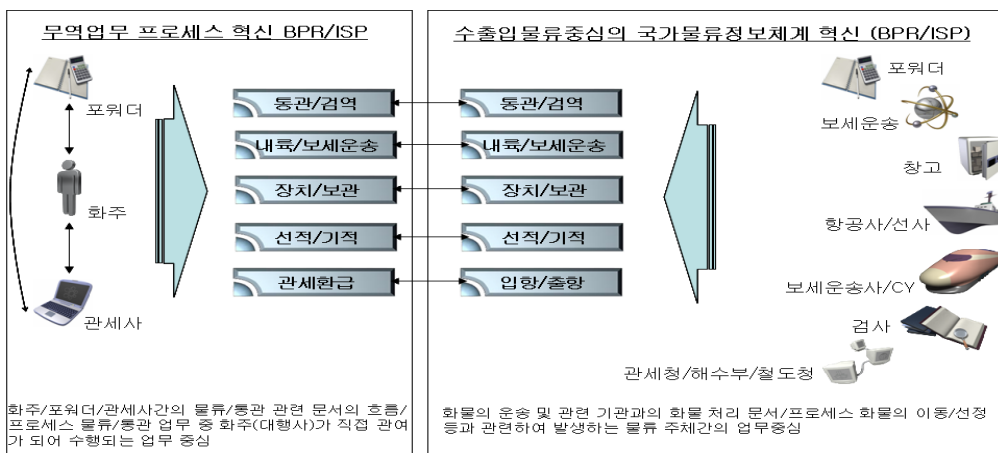 무역업무 프로세스 혁신 BPR/ISP
포워더
화주
관세사
통관/검역
내륙/보세운송
장치/보관
선적/기적
관세환급
화주/포워더/관세사간의 물류/통관 관련 문서의 흐름/
프로세스 물류/통관 업무 중 화주(대행사)가 직접 관여
가 되어 수행되는 업무 중심
수출입물류중심의 국가물류정보체계 혁신 (BPR/ISP)
통관/검역
내륙/보세운송
장치/보관
선적/기적
입항/출항
포워더
보세운송
창고
항공사/선사
보세운송사/CY
검사
관세청/해수부/철도청
화물의 운송 및 관련 기관과의 화물 처리 문서/프로세스 화물의 이동/선정
등과 관련하여 발생하는 물류 주체간의 업무중심